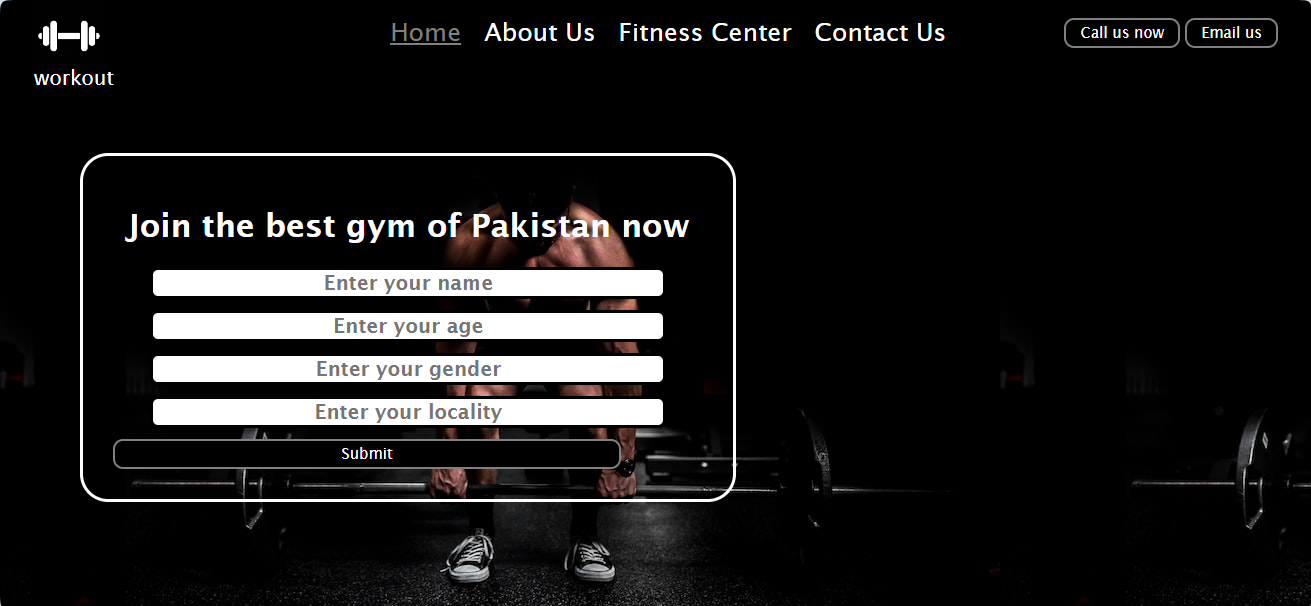 Home About Us Fitness Center Contact Us Call us now Email us
workout
Join the best gym of Pakistan now
Enter your name
Enter your age
Enter your gender
Enter your locality
Submit